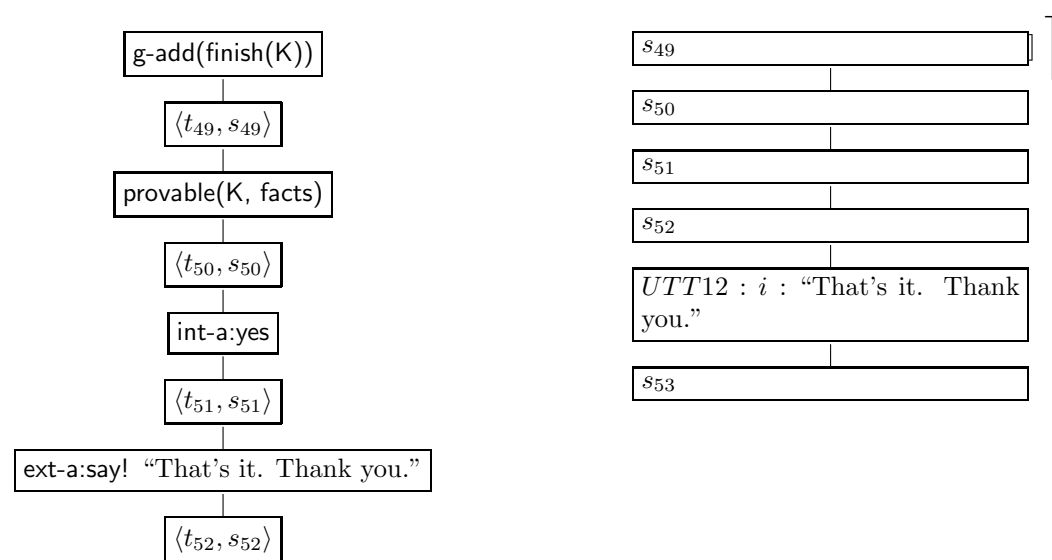 g-add(finish(K))
⟨t49, s49⟩
provable(K, facts)
⟨t50, s50⟩
int-a:yes
⟨t51, s51⟩
ext-a:say! “That's it. Thank you.”
⟨t52, s52⟩
s49
s50
s51
s52
UTT12 : i : “That's it. Thank
you.”
s53